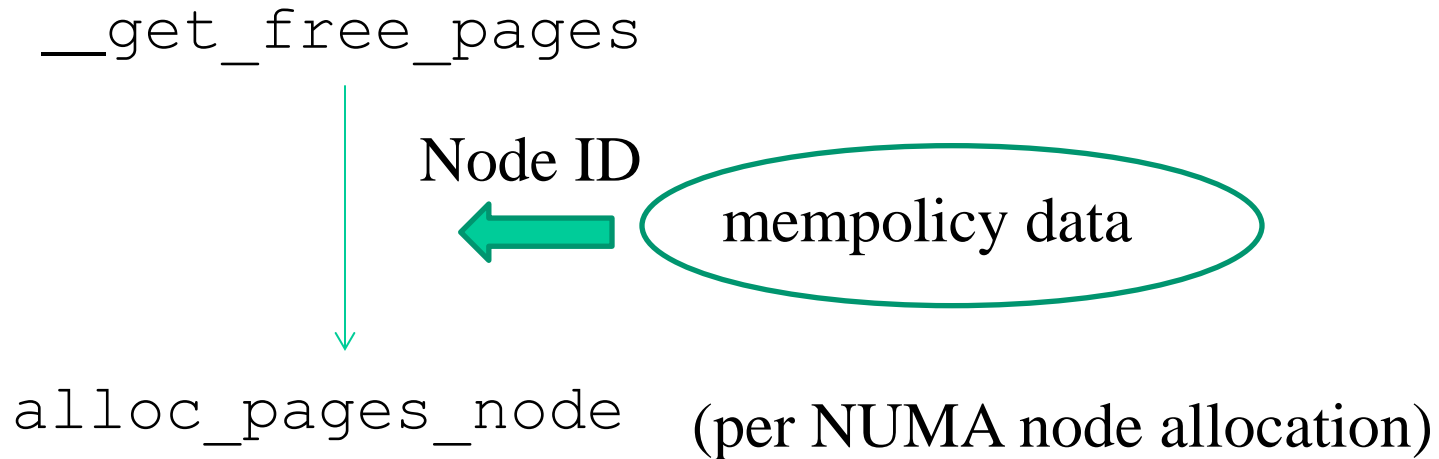 __get_free_pages
Node ID
mempolicy data
alloc_pages_node (per NUMA node allocation)